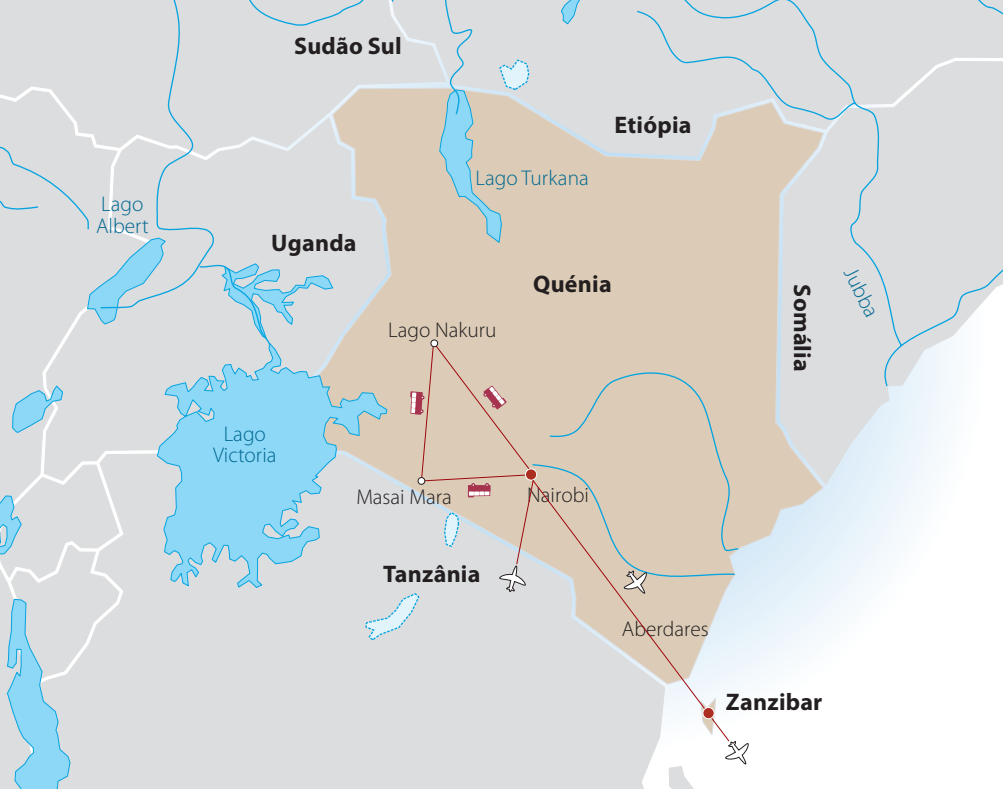 Sudão Sul
Etiópia
Lago Turkana
Lago
Albert
Uganda
Quénia
Jubba
Somália
Lago Nakuru
Lago
Victoria
Masai Mara
Nairobi
Tanzânia
Aberdares
Zanzibar